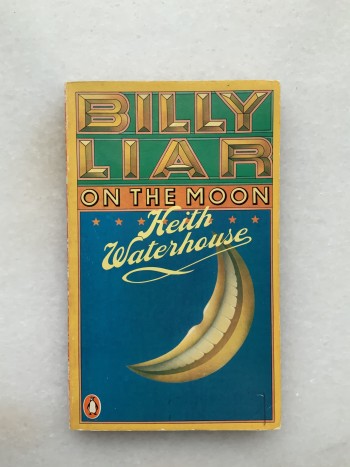 BILLY
LIAR
ON THE MOON
Keith
Waterhouse